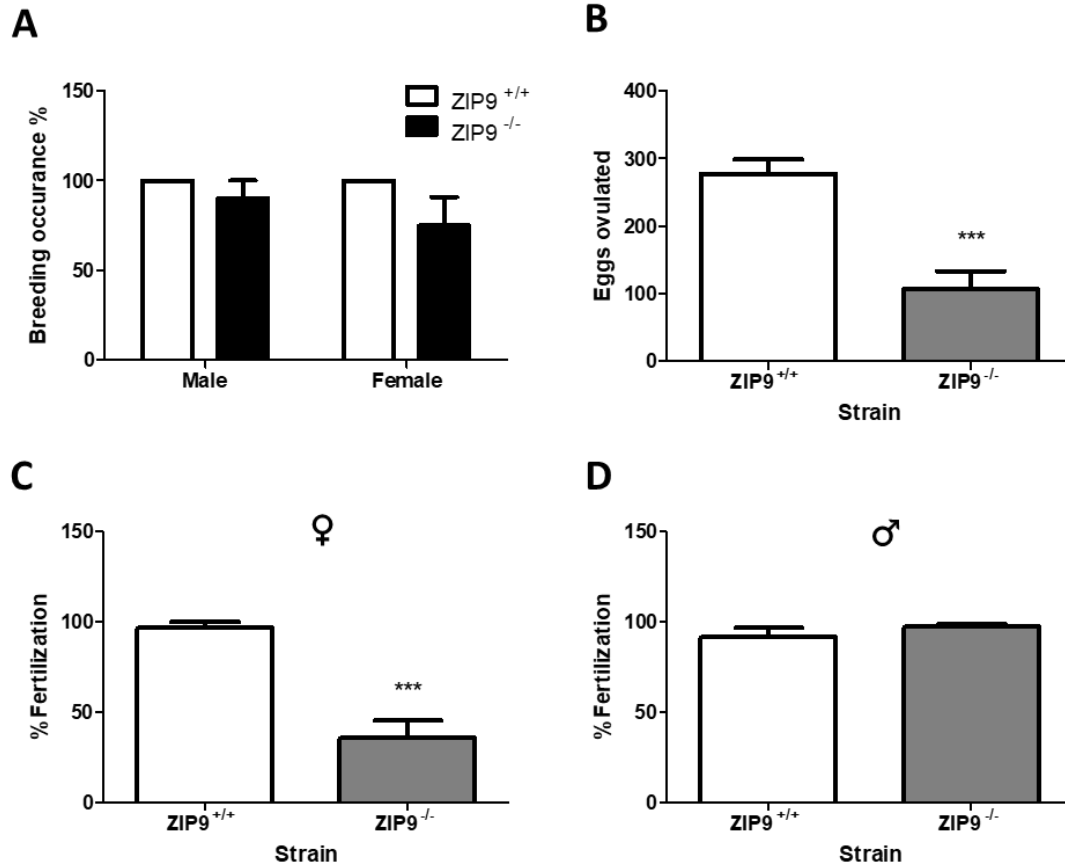 A
Breeding occurance %
150
100
50
0
ZIP9 +/+
ZIP9 -/-
Male
Female
B
Eggs ovulated
400
300
200
100
0
***
ZIP9 +/+
ZIP9 -/-
Strain
C
% Fertilization
150
100
50
0
♀
***
ZIP9 +/+
ZIP9 -/-
Strain
D
% Fertilization
150
100
50
0
♂
ZIP9 +/+
ZIP9 -/-
Strain